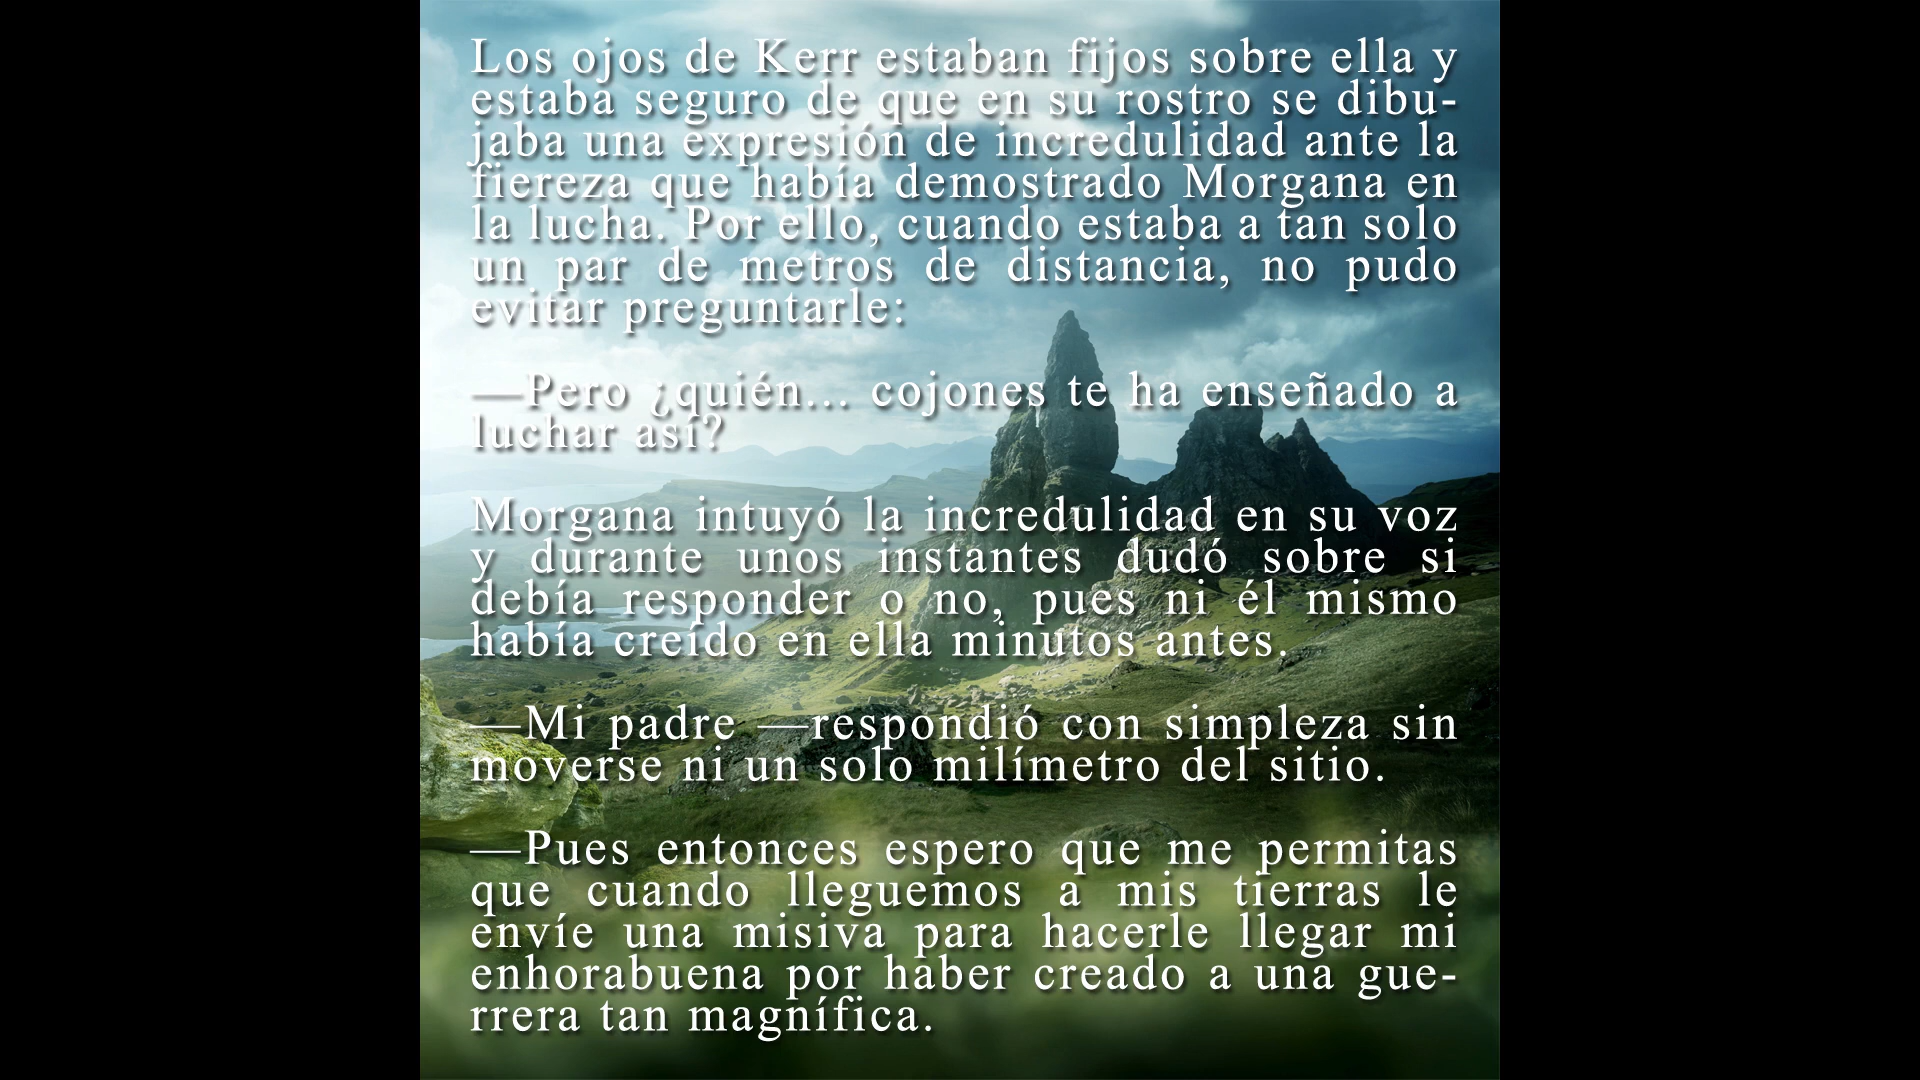 Los ojos de Kerr estaban fijos sobre ella y
estaba seguro de que en su rostro se dibu-
jaba una expresión de incredulidad ante la
fiereza que había demostrado Morgana en
la lucha. Por ello, cuando estaba a tan solo
un par de metros de distancia, no pudo
evitar preguntarle:
—Pero ¿quién... cojones te ha enseñado a
luchar así?
Morgana intuyó la incredulidad en su voz
y durante unos instantes dudó sobre si
debía responder o no, pues ni él mismo
había creído en ella minutos antes.
—Mi padre —respondió con simpleza sin
moverse ni un solo milímetro del sitio.
—Pues entonces espero que me permitas
que cuando lleguemos a mis tierras le
envíe una misiva para hacerle llegar mi
enhorabuena por haber creado a una gue-
rrera tan magnífica.